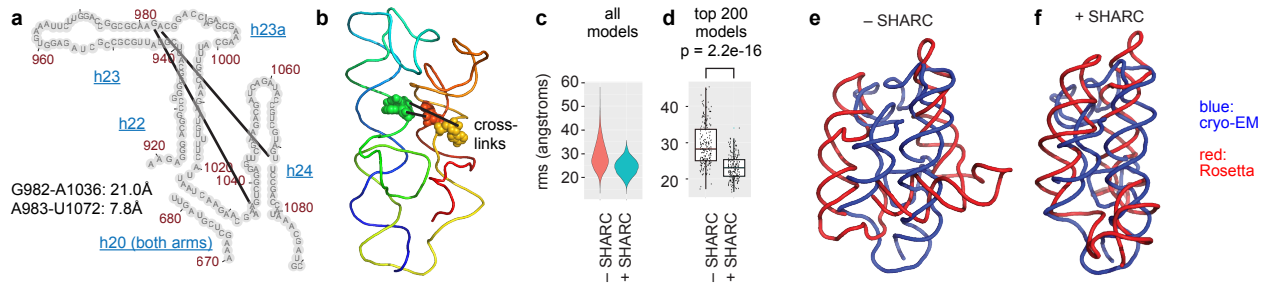 a
980
h23a
960
940
1000
h23
1060
h22
920
1020
h24
1040
G982-A1036: 21.0Å
A983-U1072: 7.8Å
680
1080
h20 (both arms)
670
b
cross-
links
c
all
models
rms (angstroms)
60
50
40
30
20
– SHARC
+ SHARC
d
top 200
models
p = 2.2e-16
40
30
20
– SHARC
+ SHARC
e
– SHARC
f
+ SHARC
blue:
cryo-EM
red:
Rosetta